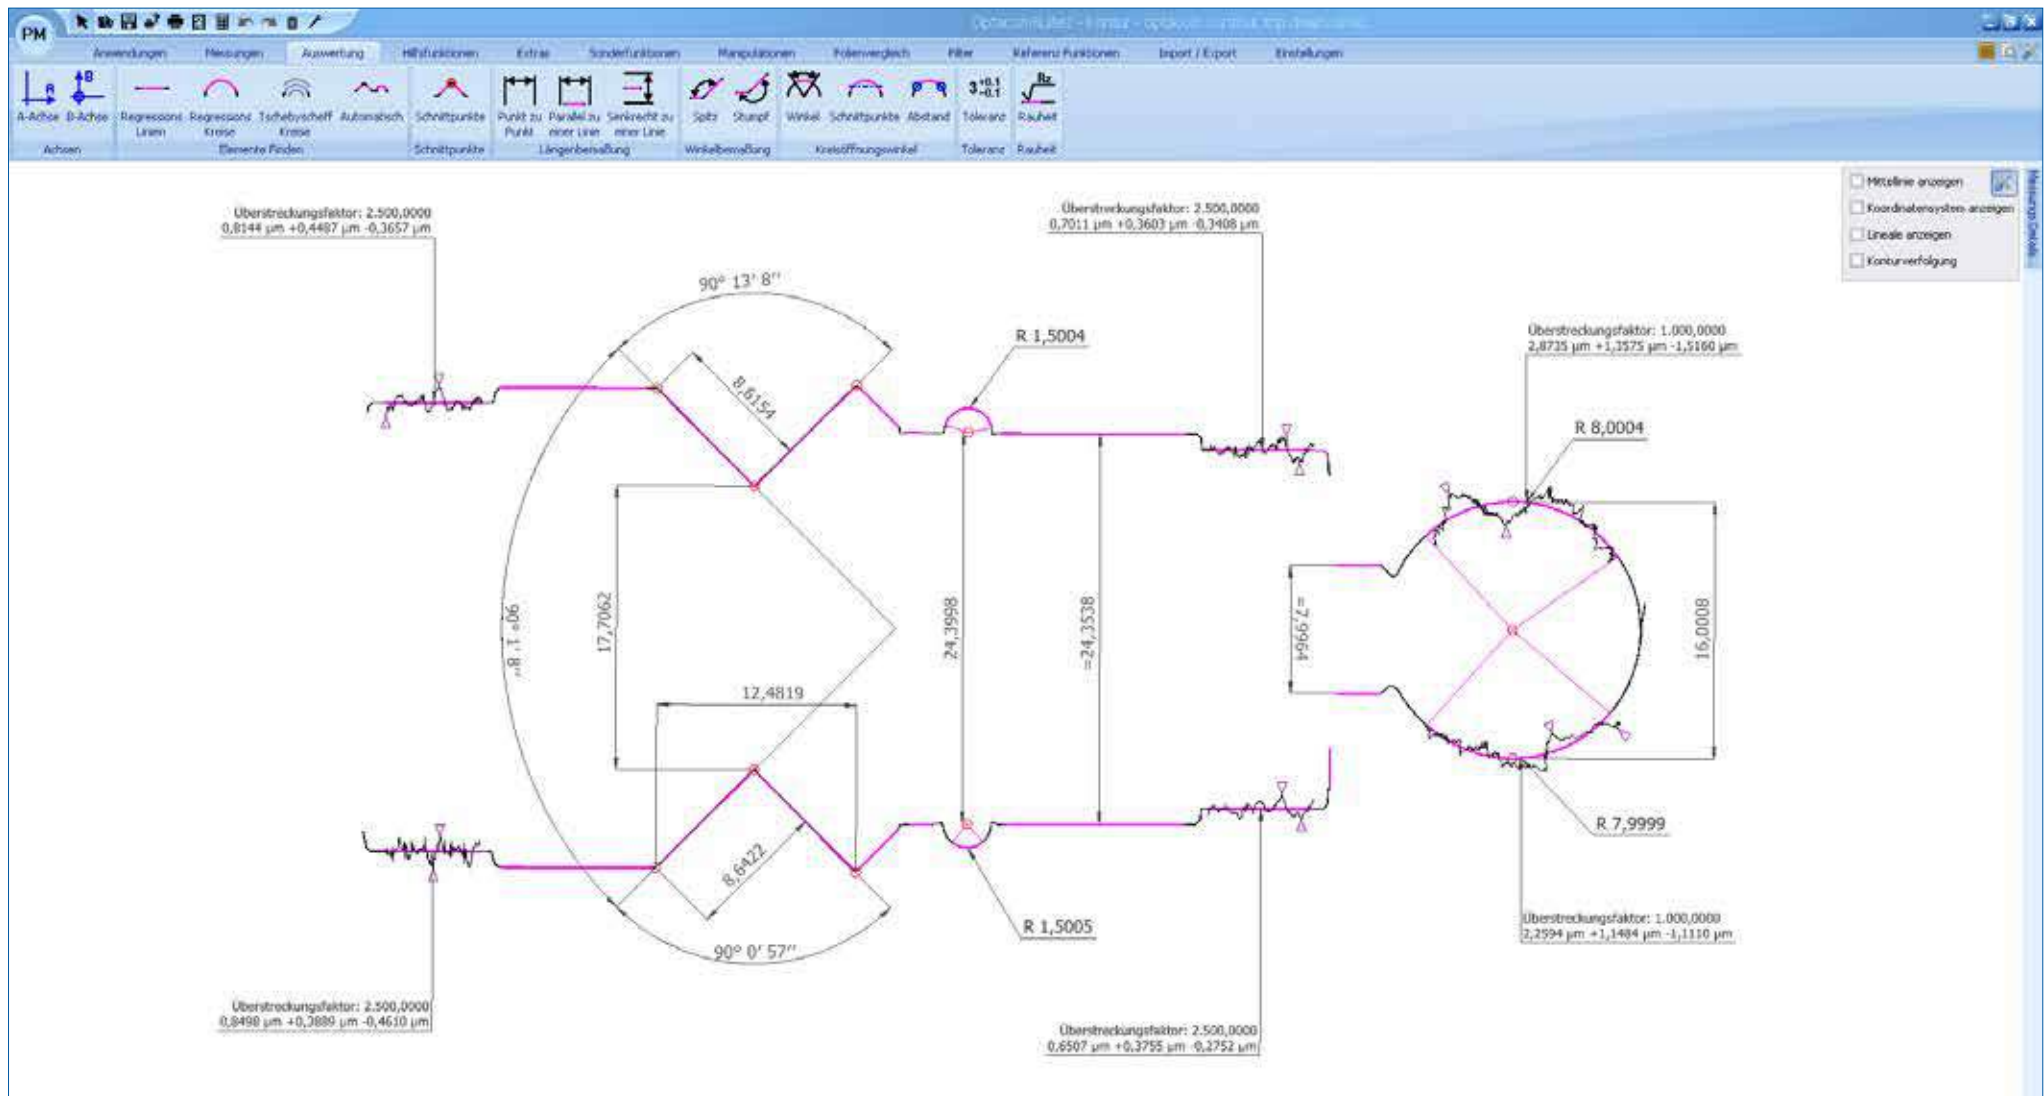 PM
Anwendungen Messungen Auswertung Hilfsfunktionen Extras Sonderfunktionen Manipulationen Folienvergleich Filter Referenz Funktionen Import / Export Einstellungen
A-Achse B-Achse Regressions Linien Regressions Kreise Tschebyscheff Kreise Automatisch Schnittpunkte Punkt zu Punkt Parallel zu einer Linie Senkrecht zu einer Linie Spitz Stumpf Winkel Schnittpunkte Abstand Toleranz Rauheit
Achsen Elemente Finden Schnittpunkte Längenbemaßung Winkelbemaßung Kreisöffnungswinkel Toleranz Rauheit
A
B
3 +0.1 -0.1
Rz
Mittellinie anzeigen
Koordinatensystem anzeigen
Lineale anzeigen
Konturverfolgung
Überstreckungsfaktor: 2.500,0000
0,8144 µm +0,4487 µm -0,3657 µm
Überstreckungsfaktor: 2.500,0000
0,7011 µm +0,3603 µm -0,3408 µm
90° 13' 8''
R 1,5004
8,6154
Überstreckungsfaktor: 1.000,0000
2,8735 µm +1,3575 µm -1,5160 µm
R 8,0004
90° 1' 8''
17,7062
24,3998
=24,3538
=7,9964
16,0008
12,4819
8,6422
R 7,9999
R 1,5005
90° 0' 57''
Überstreckungsfaktor: 1.000,0000
2,2594 µm +1,1484 µm -1,1110 µm
Überstreckungsfaktor: 2.500,0000
0,8498 µm +0,3889 µm -0,4610 µm
Überstreckungsfaktor: 2.500,0000
0,6507 µm +0,3755 µm -0,2752 µm